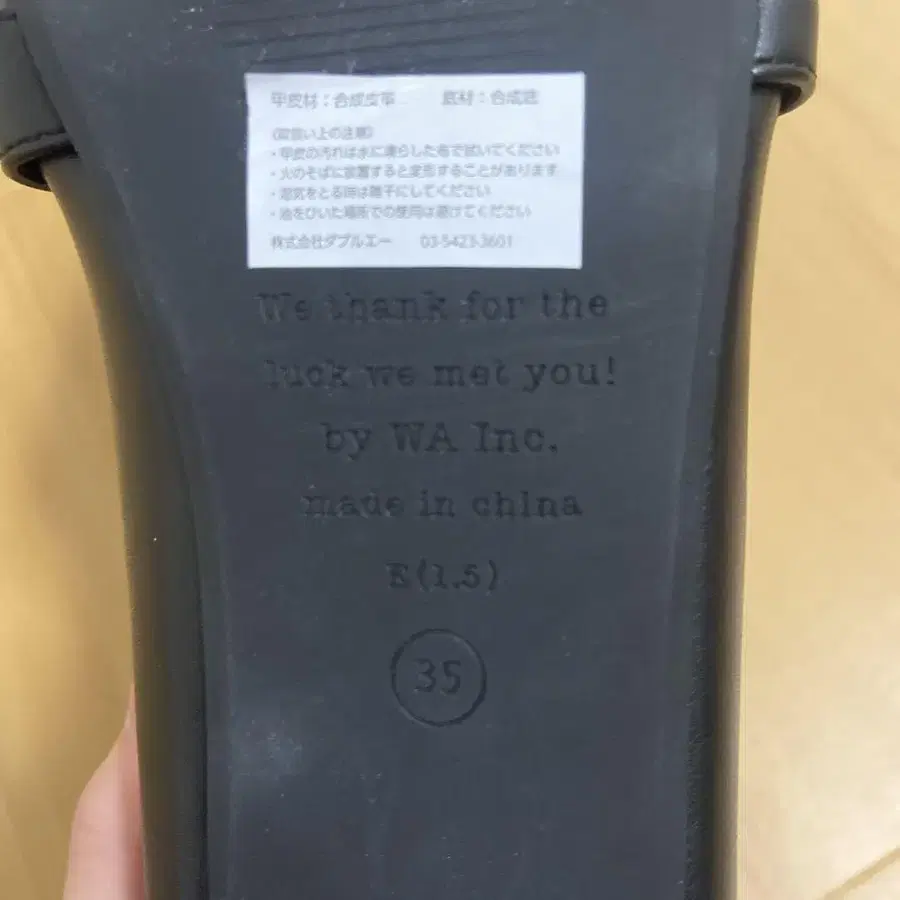 甲皮材：合成皮革　底材：合成底
《取扱い上の注意》
・甲皮の汚れは水に濡らした布で拭いてください
・火のそばに放置すると変形することがあります
・湿気をとる時は陰干にしてください
・油をひいた場所での使用は避けてください
株式会社ダブルエー　03-5423-3601
We thank for the
luck we met you!
by WA Inc.
made in china
E(1.5)
35